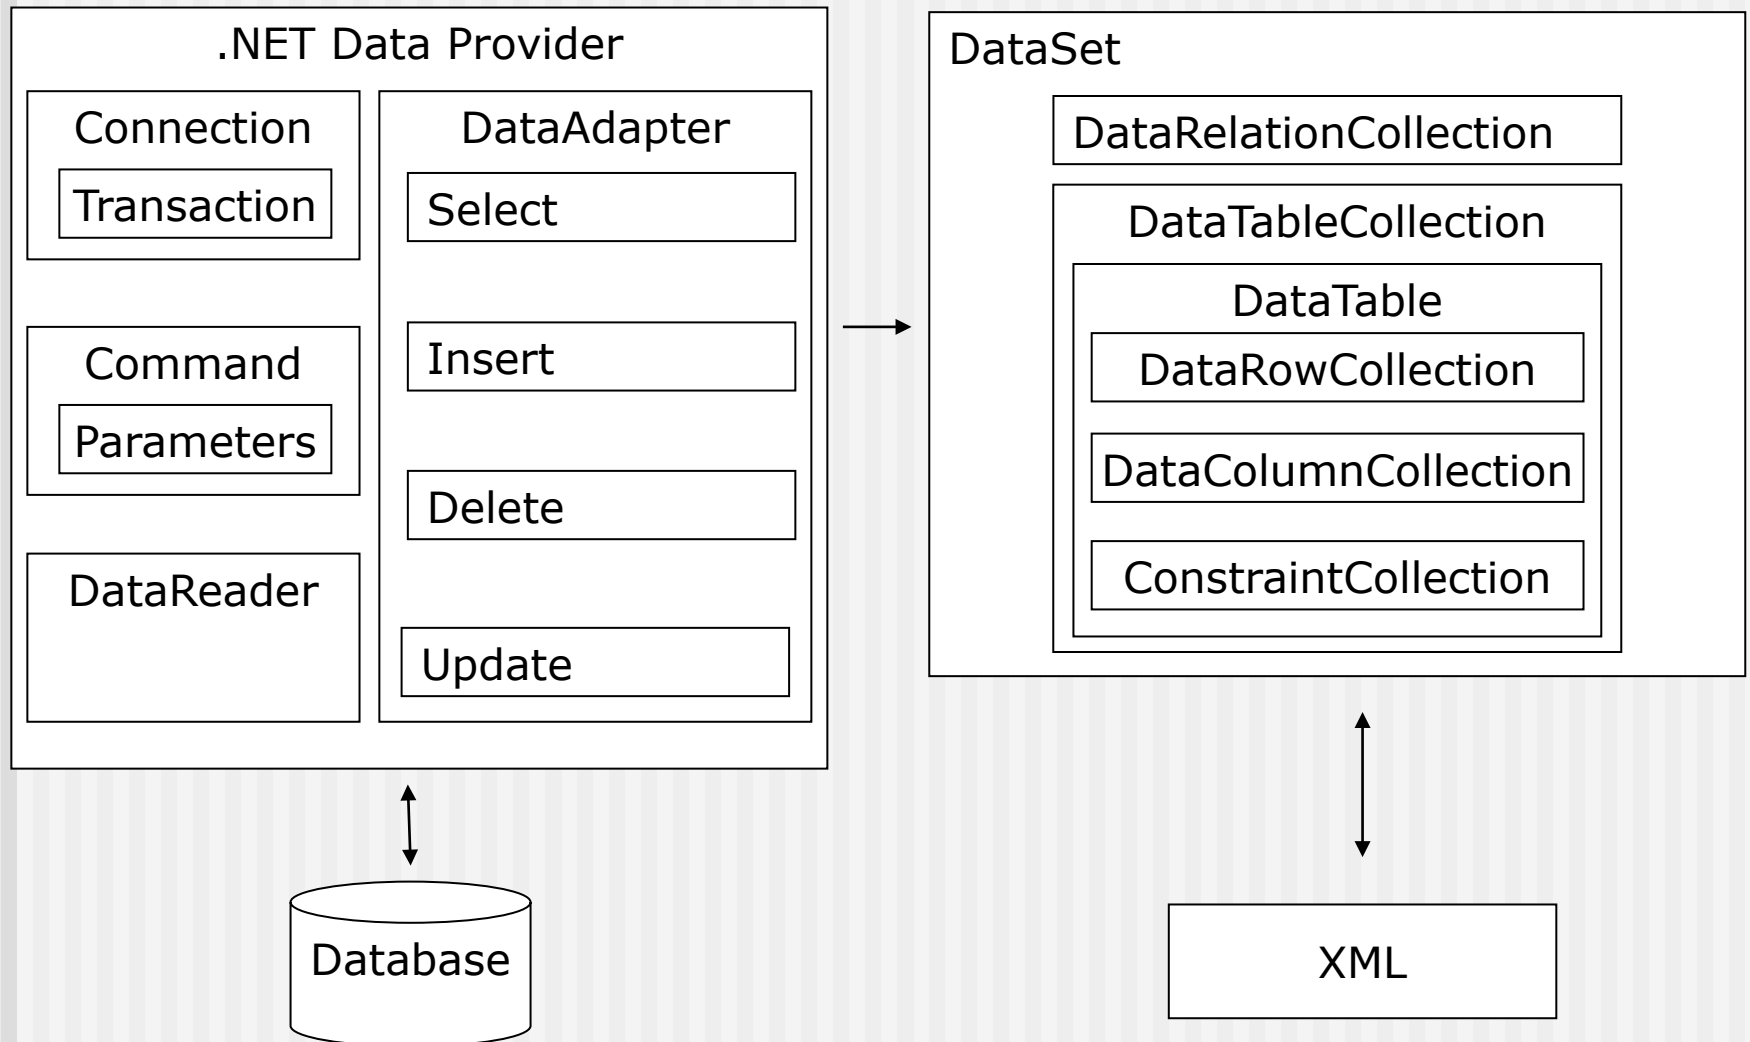 .NET Data Provider
Connection
Transaction
Command
Parameters
DataReader
DataAdapter
Select
Insert
Delete
Update
Database
DataSet
DataRelationCollection
DataTableCollection
DataTable
DataRowCollection
DataColumnCollection
ConstraintCollection
XML